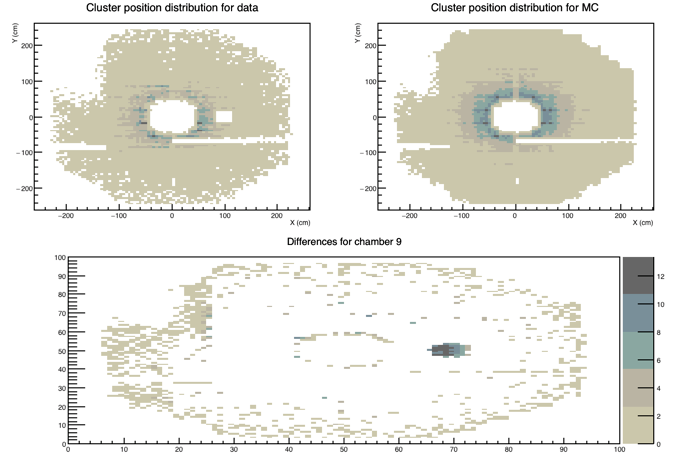 Cluster position distribution for data
Cluster position distribution for MC
Y (cm)
200
100
0
−100
−200
−200 −100 0 100 200
X (cm)
Y (cm)
200
100
0
−100
−200
−200 −100 0 100 200
X (cm)
Differences for chamber 9
100
90
80
70
60
50
40
30
20
10
0
0 10 20 30 40 50 60 70 80 90 100
12
10
8
6
4
2
0